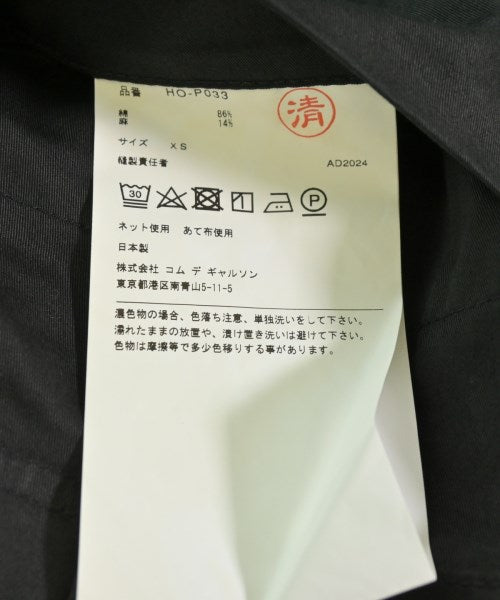 品番 HO-P033
清
綿 86%
麻 14%
サイズ XS
縫製責任者 AD2024
30 P
ネット使用 あて布使用
日本製
株式会社 コム デ ギャルソン
東京都港区南青山5-11-5
濃色物の場合、色落ち注意、単独洗いをして下さい。
濡れたままの放置や、漬け置き洗いは避けて下さい。
色物は摩擦等で多少色移りする事があります。